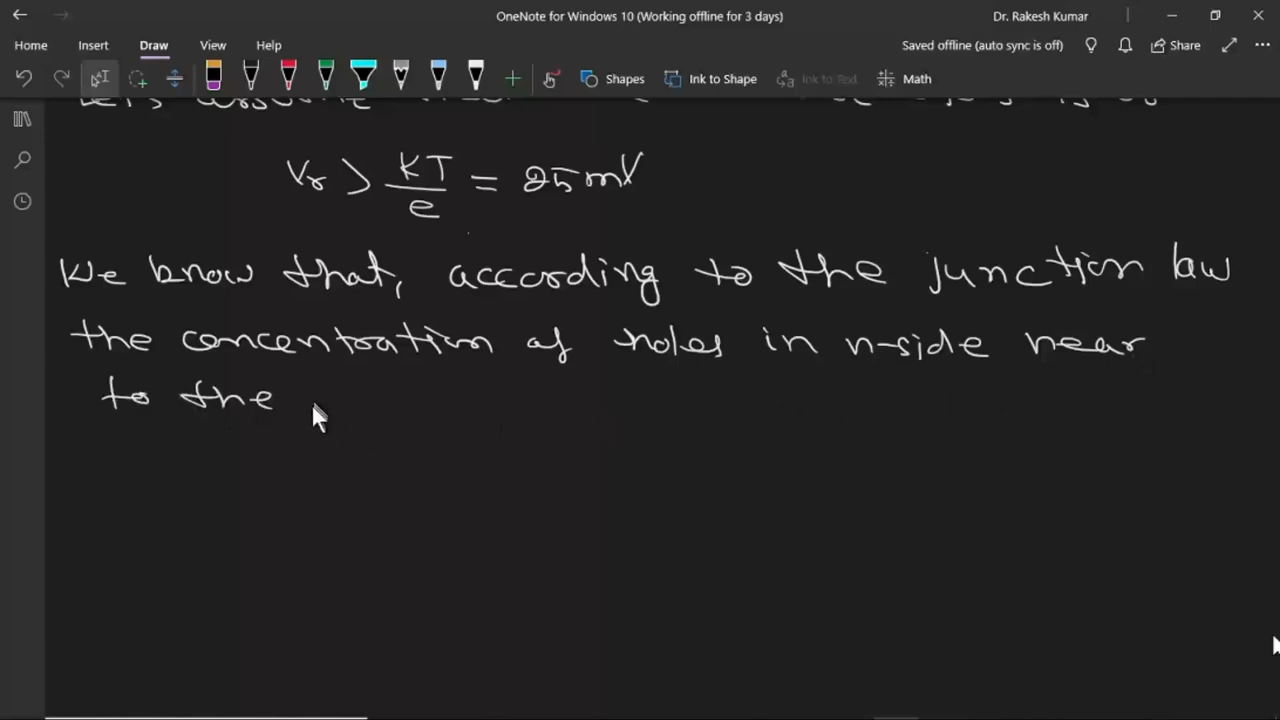 OneNote for Windows 10 (Working offline for 3 days)
Dr. Rakesh Kumar
Home Insert Draw View Help
Saved offline (auto sync is off)
Share
Shapes
Ink to Shape
Ink to Text
Math
Let's assume
Vr > KT/e = 25mV
We know that, according to the junction law
the concentration of holes in n-side near
to the